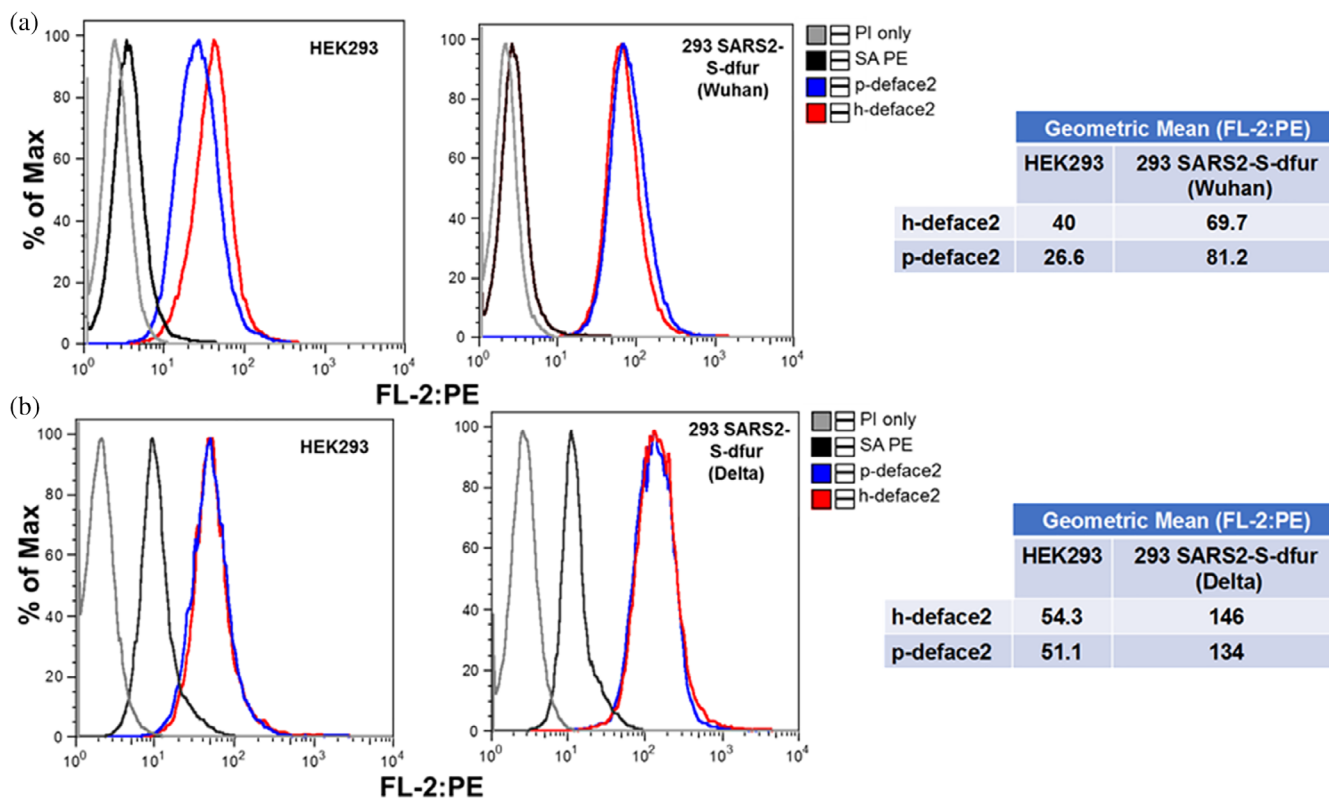 (a)
HEK293
293 SARS2-
S-dfur
(Wuhan)
PI only
SA PE
p-deface2
h-deface2
% of Max
100
80
60
40
20
0
10^0
10^1
10^2
10^3
10^4
100
80
60
40
20
0
10^0
10^1
10^2
10^3
10^4
FL-2:PE
Geometric Mean (FL-2:PE)
HEK293 293 SARS2-S-dfur
(Wuhan)
h-deface2 40 69.7
p-deface2 26.6 81.2
(b)
HEK293
293 SARS2-
S-dfur
(Delta)
PI only
SA PE
p-deface2
h-deface2
% of Max
100
80
60
40
20
0
10^0
10^1
10^2
10^3
10^4
100
80
60
40
20
0
10^0
10^1
10^2
10^3
10^4
FL-2:PE
Geometric Mean (FL-2:PE)
HEK293 293 SARS2-S-dfur
(Delta)
h-deface2 54.3 146
p-deface2 51.1 134